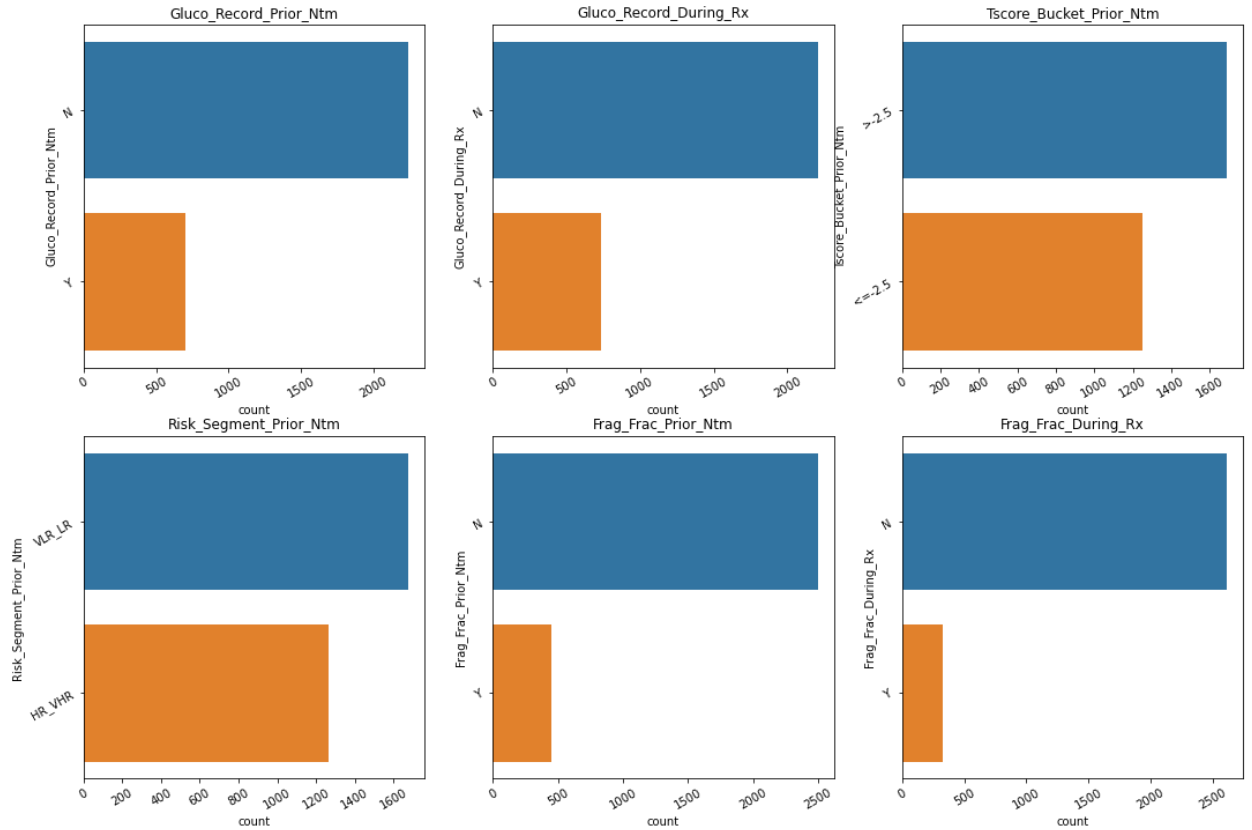 Gluco_Record_Prior_Ntm
Gluco_Record_Prior_Ntm
N
Y
0 500 1000 1500 2000
count
Gluco_Record_During_Rx
Gluco_Record_During_Rx
N
Y
0 500 1000 1500 2000
count
Tscore_Bucket_Prior_Ntm
Tscore_Bucket_Prior_Ntm
>-2.5
<=-2.5
0 200 400 600 800 1000 1200 1400 1600
count
Risk_Segment_Prior_Ntm
Risk_Segment_Prior_Ntm
VLR_LR
HR_VHR
0 200 400 600 800 1000 1200 1400 1600
count
Frag_Frac_Prior_Ntm
Frag_Frac_Prior_Ntm
N
Y
0 500 1000 1500 2000 2500
count
Frag_Frac_During_Rx
Frag_Frac_During_Rx
N
Y
0 500 1000 1500 2000 2500
count